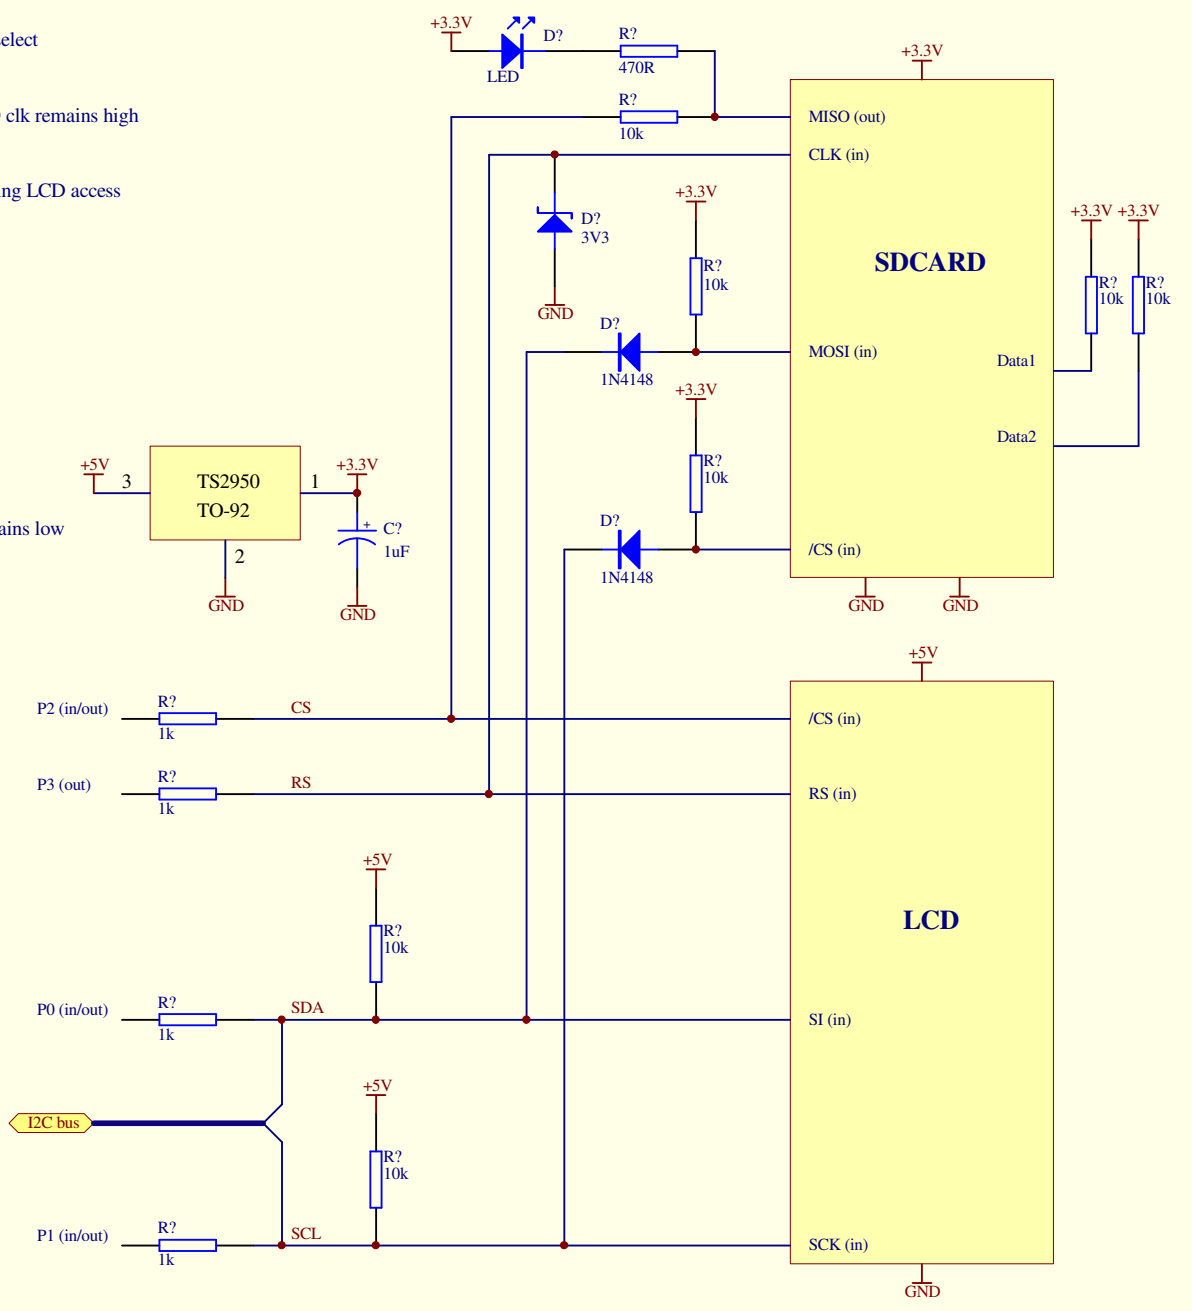 elect
clk remains high
ng LCD access
ains low
+3.3V
D?
LED
R?
470R
R?
10k
+3.3V
MISO (out)
CLK (in)
SDCARD
MOSI (in)
Data1
Data2
/CS (in)
GND
GND
+3.3V
+3.3V
R?
10k
R?
10k
D?
3V3
GND
+3.3V
R?
10k
D?
1N4148
+3.3V
R?
10k
D?
1N4148
+5V
3
TS2950
TO-92
1
2
GND
+3.3V
+
C?
1uF
GND
P2 (in/out)
R?
1k
CS
P3 (out)
R?
1k
RS
+5V
R?
10k
P0 (in/out)
R?
1k
SDA
I2C bus
+5V
R?
10k
P1 (in/out)
R?
1k
SCL
+5V
/CS (in)
RS (in)
LCD
SI (in)
SCK (in)
GND